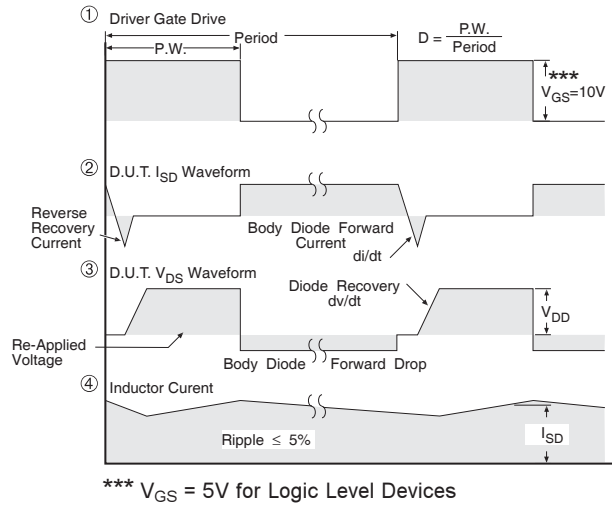 ① Driver Gate Drive
P.W.
Period
D = P.W.
Period
***
VGS=10V
② D.U.T. ISD Waveform
Reverse
Recovery
Current
Body Diode Forward
Current
di/dt
③ D.U.T. VDS Waveform
Diode Recovery
dv/dt
VDD
Re-Applied
Voltage
Body Diode Forward Drop
④ Inductor Curent
Ripple ≤ 5%
ISD
*** VGS = 5V for Logic Level Devices